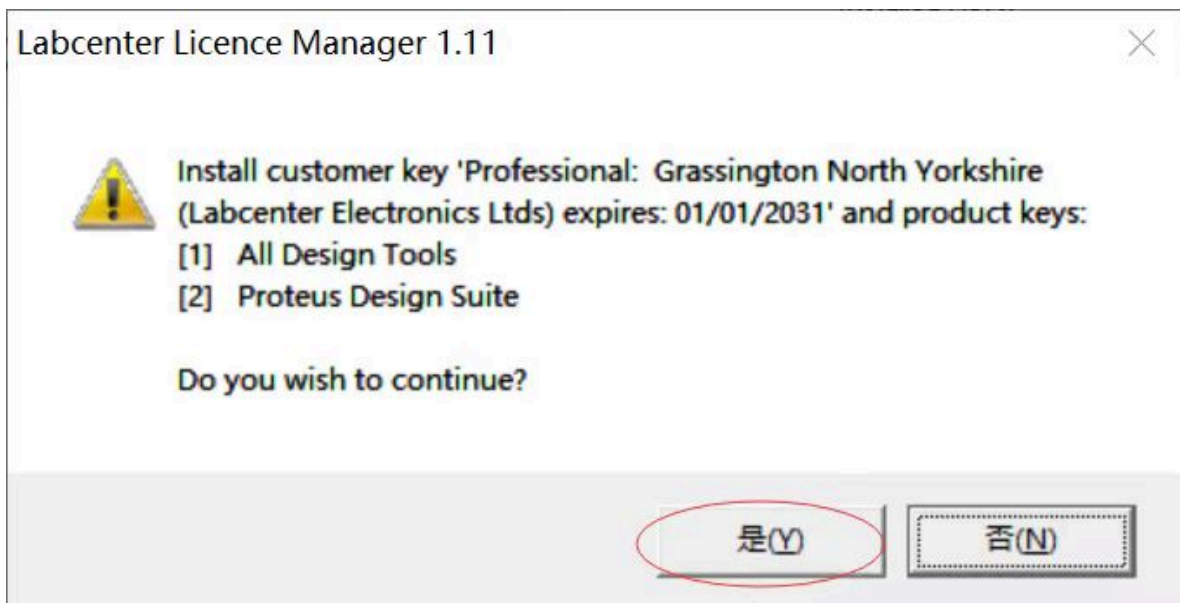 Labcenter Licence Manager 1.11
Install customer key 'Professional:  Grassington North Yorkshire
(Labcenter Electronics Ltds) expires: 01/01/2031' and product keys:
[1]   All Design Tools
[2]   Proteus Design Suite
Do you wish to continue?
是(Y)
否(N)